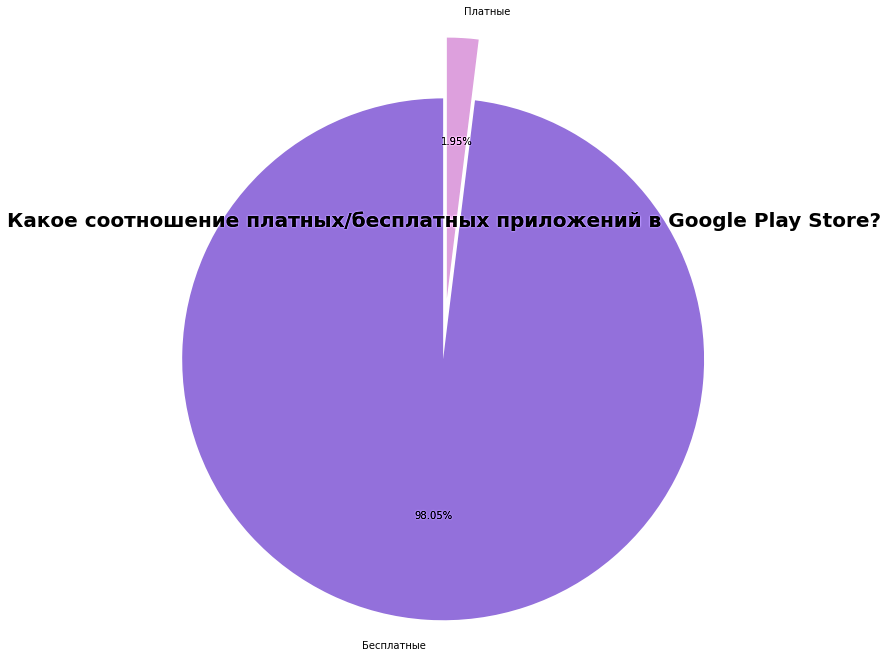 Платные
1.95%
Какое соотношение платных/бесплатных приложений в Google Play Store?
98.05%
Бесплатные